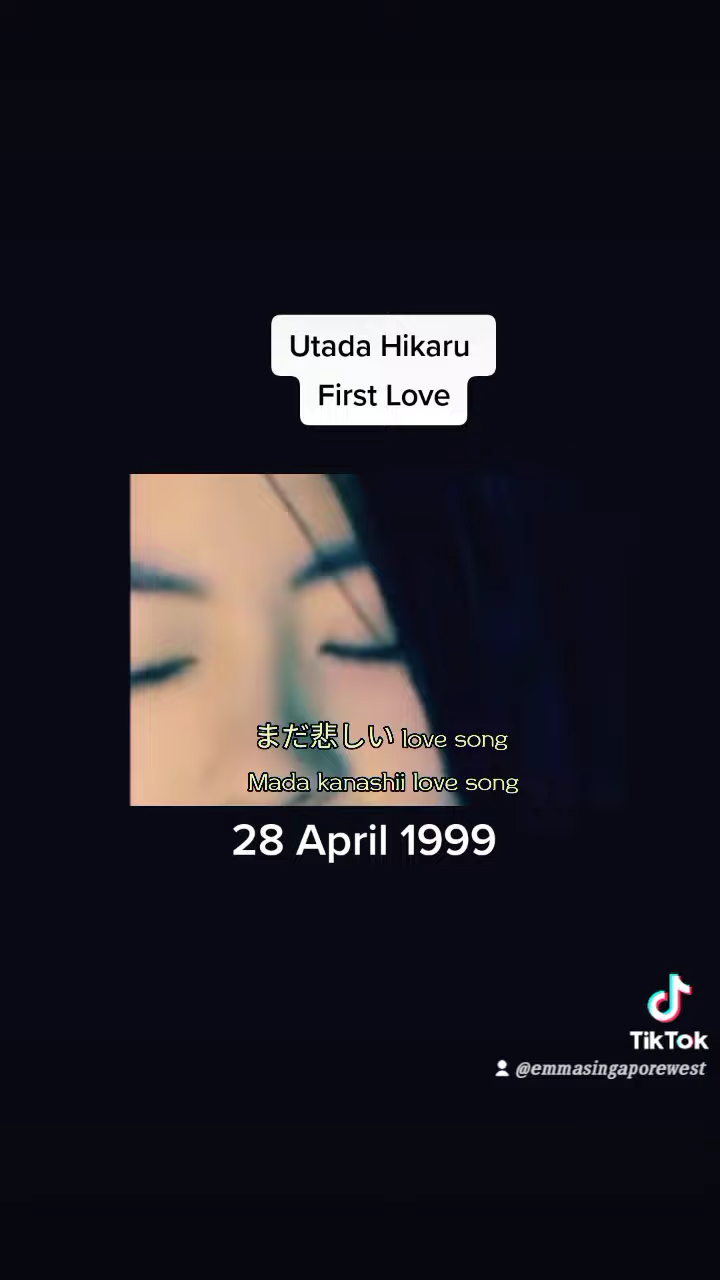 Utada Hikaru
First Love
まだ悲しい love song
Mada kanashii love song
28 April 1999
TikTok
@emmasingaporewest